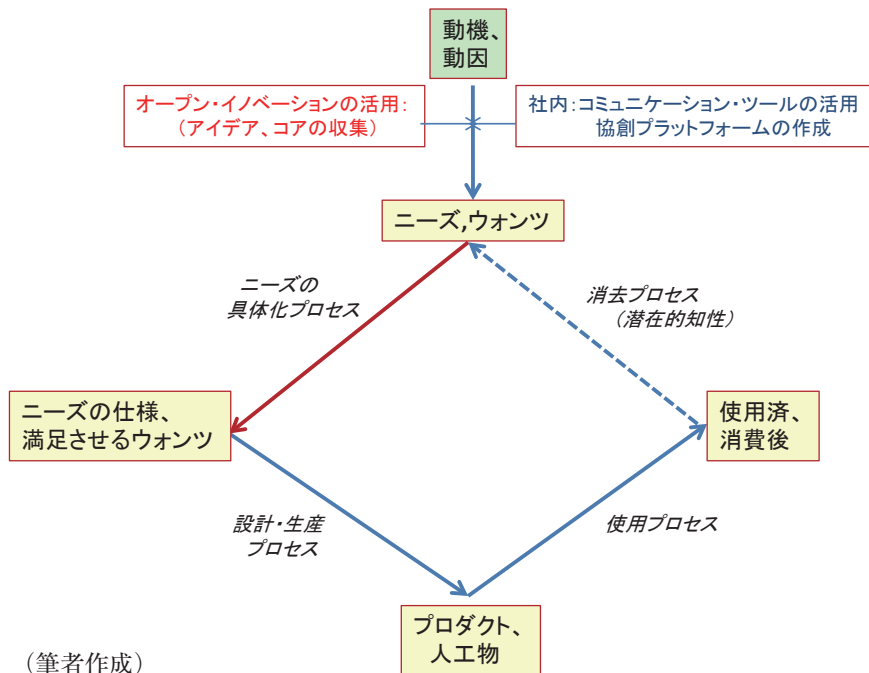 動機、
動因
オープン・イノベーションの活用：
（アイデア、コアの収集）
社内：コミュニケーション・ツールの活用
協創プラットフォームの作成
ニーズ,ウォンツ
ニーズの
具体化プロセス
消去プロセス
（潜在的知性）
ニーズの仕様、
満足させるウォンツ
使用済、
消費後
設計・生産
プロセス
使用プロセス
プロダクト、
人工物
（筆者作成）